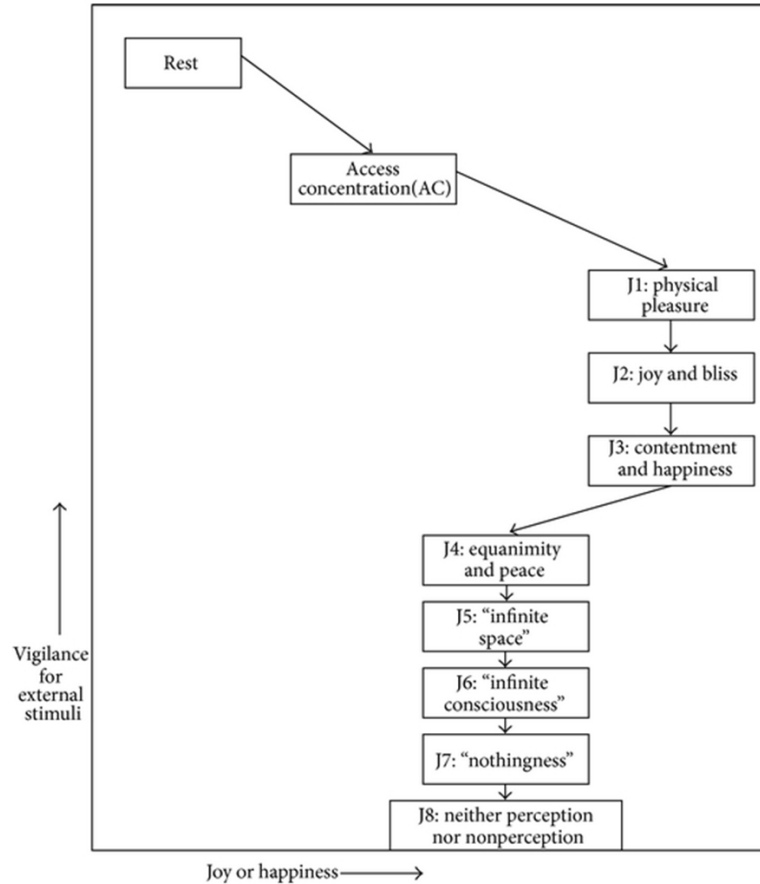 Rest
Access
concentration(AC)
J1: physical
pleasure
J2: joy and bliss
J3: contentment
and happiness
J4: equanimity
and peace
J5: “infinite
space”
J6: “infinite
consciousness”
J7: “nothingness”
J8: neither perception
nor nonperception
Vigilance
for
external
stimuli
Joy or happiness